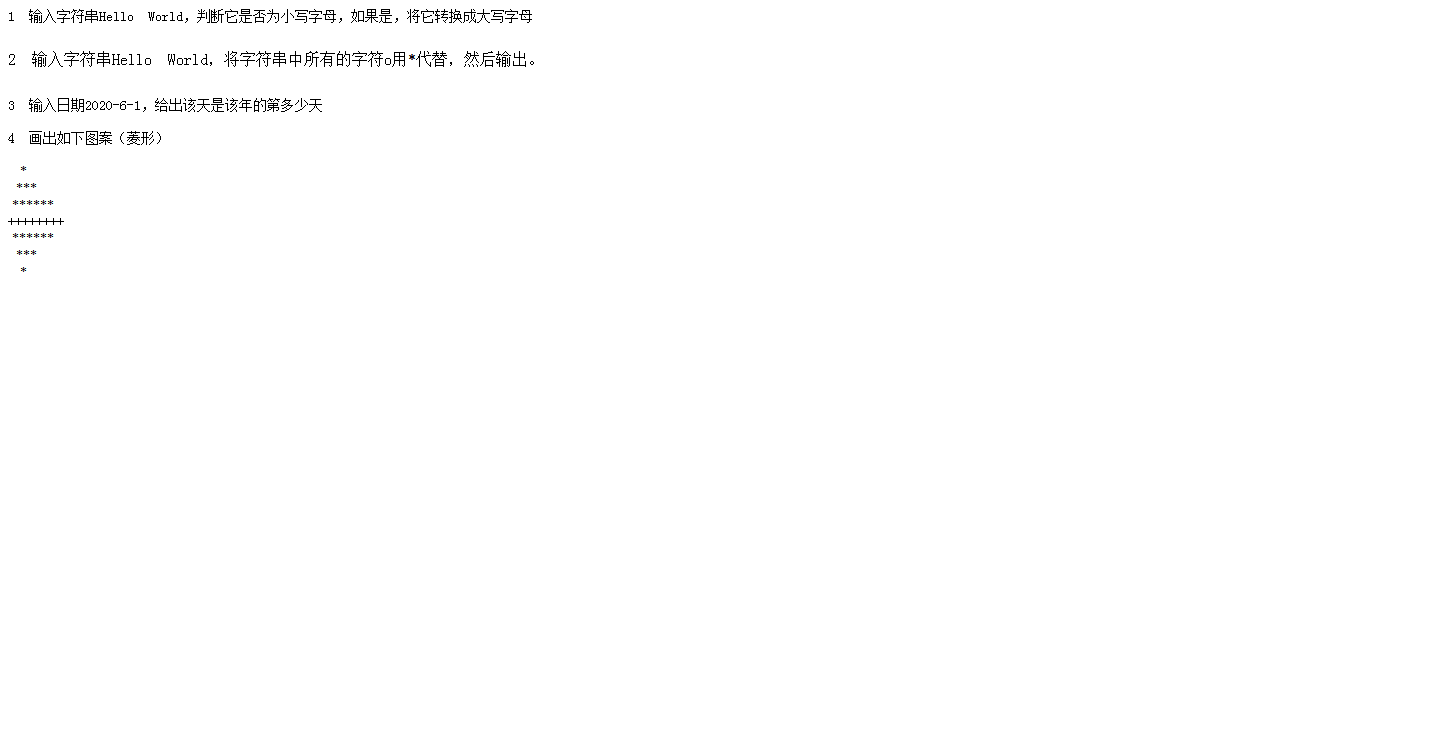 1  输入字符串Hello  World，判断它是否为小写字母，如果是，将它转换成大写字母
2  输入字符串Hello  World，将字符串中所有的字符o用*代替，然后输出。
3  输入日期2020-6-1，给出该天是该年的第多少天
4  画出如下图案（菱形）
   *
  ***
 ******
++++++++
 ******
  ***
   *